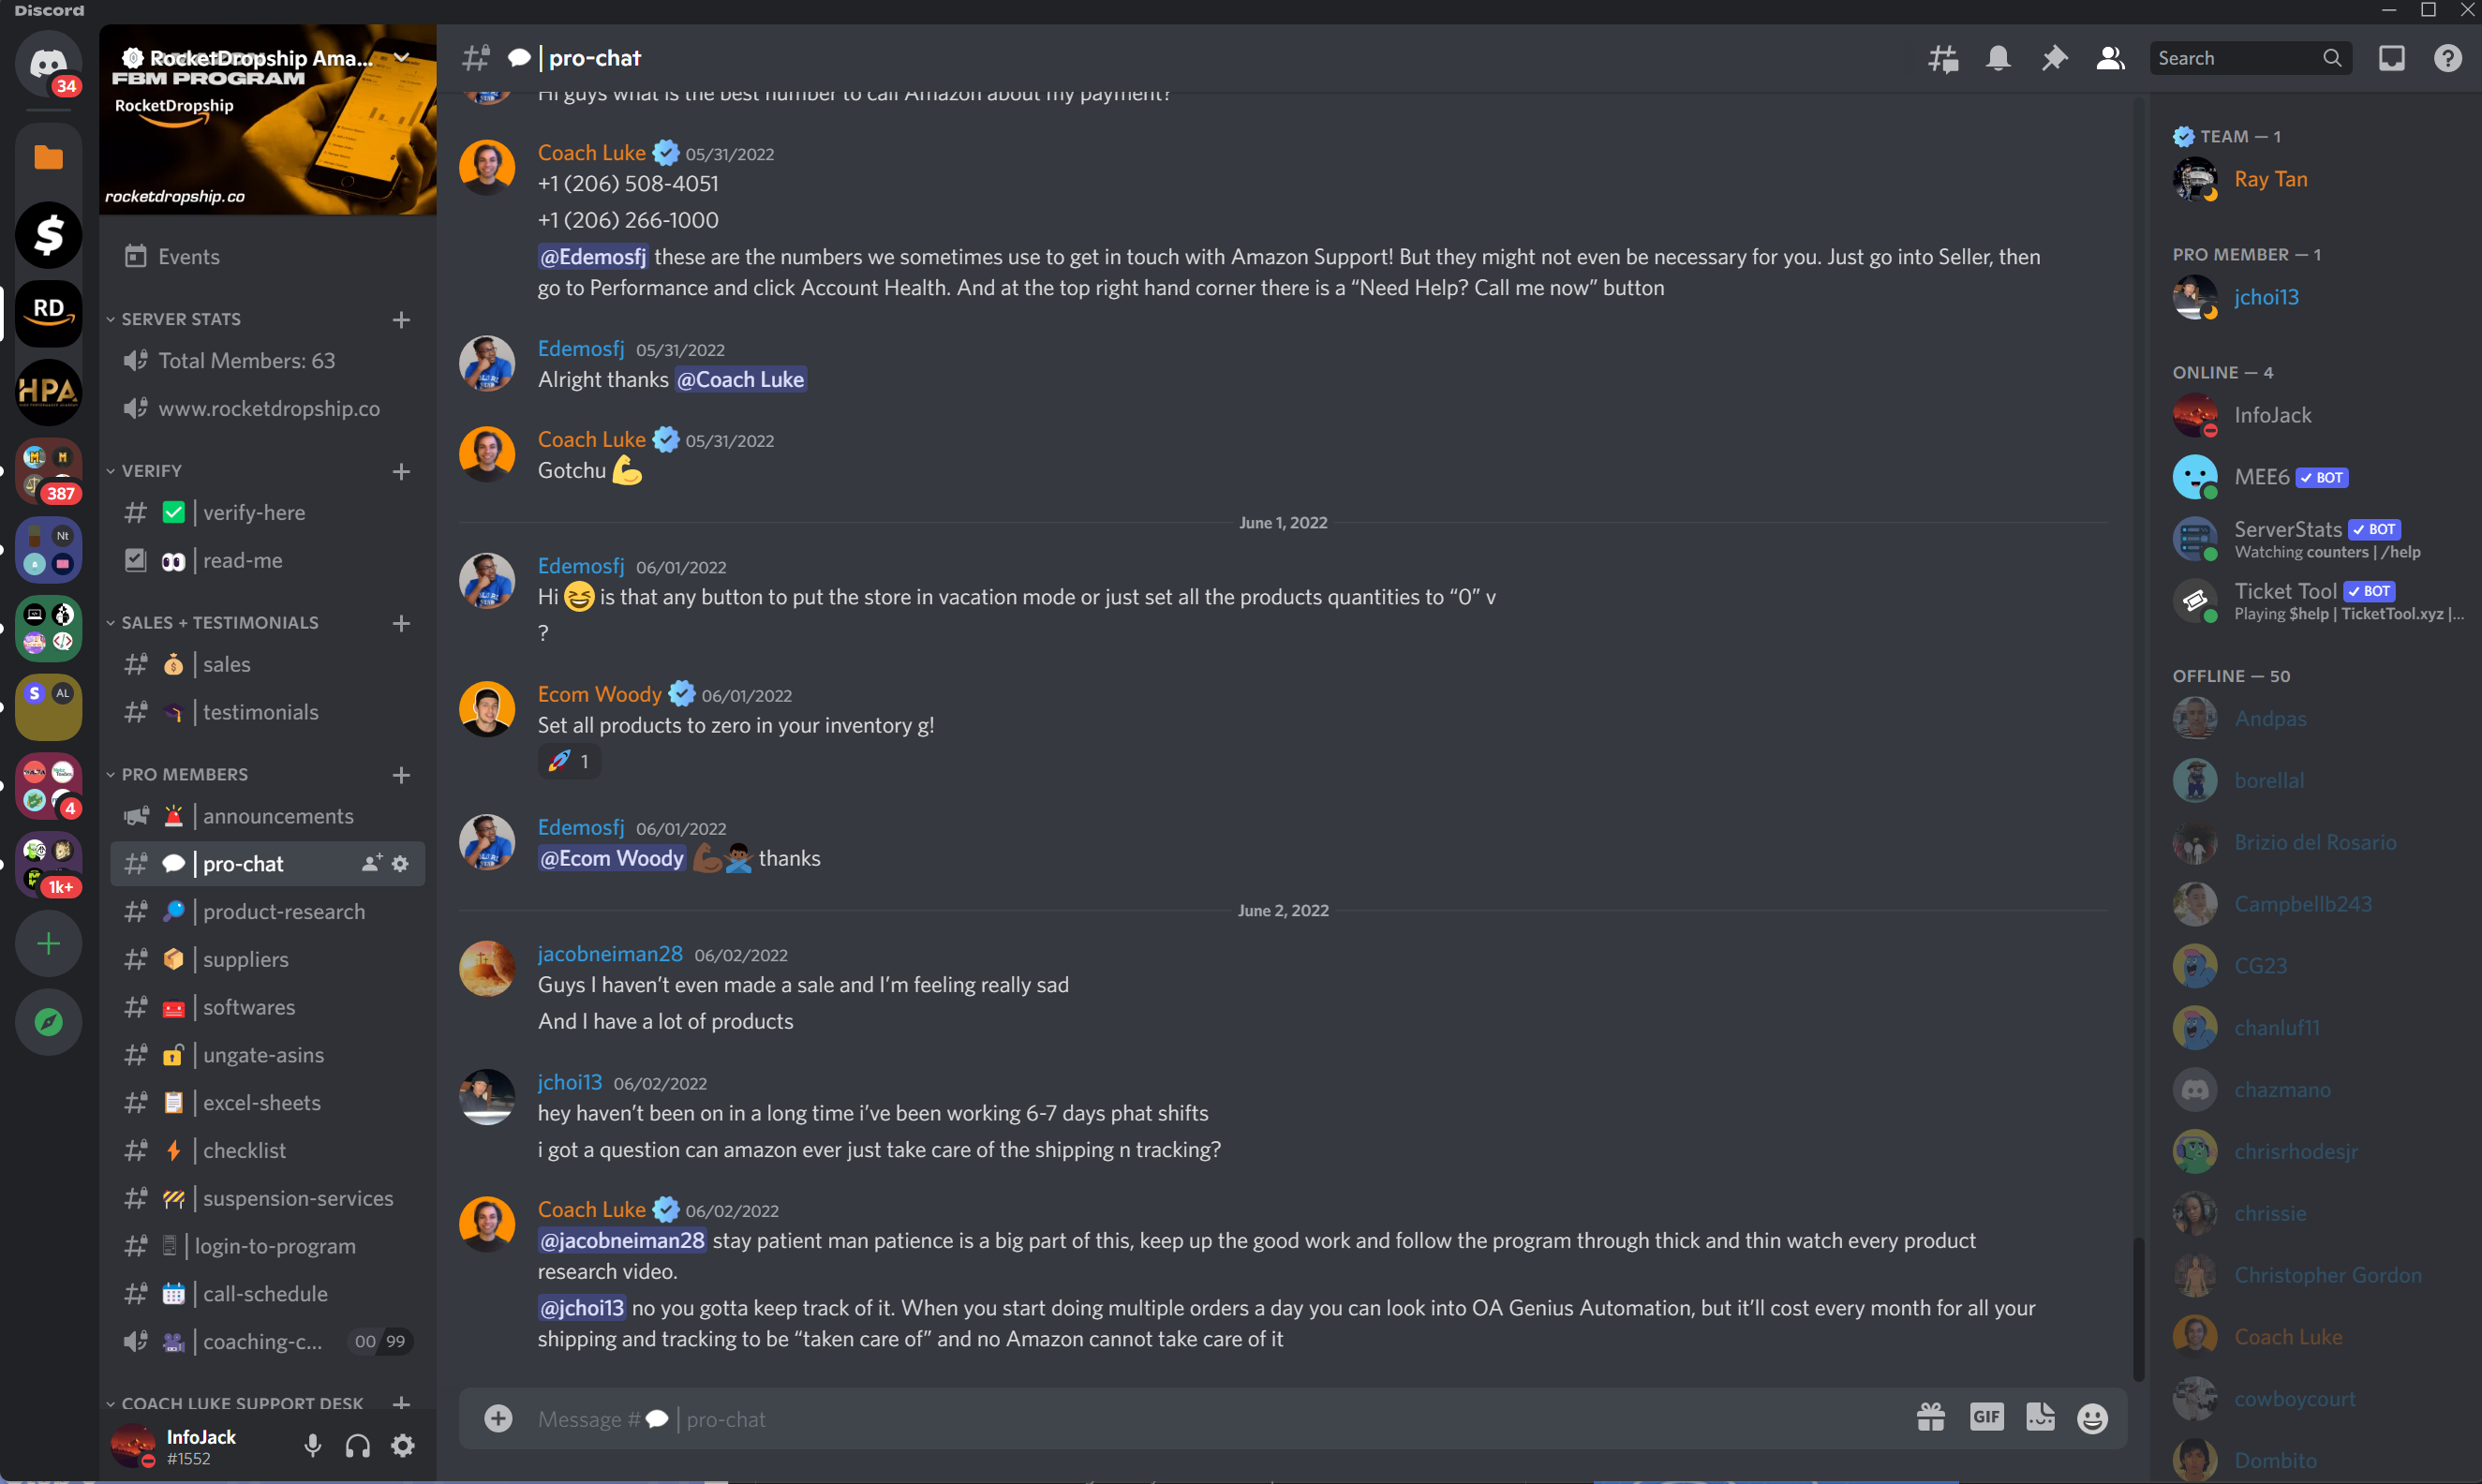 Discord
34
RocketDropship Ama...
FBM PROGRAM
RocketDropship
rocketdropship.co
| pro-chat
Search
RD
HPA
387
Nt
S
AL
4
1k+
Events
SERVER STATS
Total Members: 63
www.rocketdropship.co
VERIFY
| verify-here
| read-me
SALES + TESTIMONIALS
| sales
| testimonials
PRO MEMBERS
| announcements
| pro-chat
| product-research
| suppliers
| softwares
| ungate-asins
| excel-sheets
| checklist
| suspension-services
| login-to-program
| call-schedule
| coaching-c... 00 99
COACH LUKE SUPPORT DESK
InfoJack
#1552
Hi guys what is the best number to call Amazon about my payment?
Coach Luke 05/31/2022
+1 (206) 508-4051
+1 (206) 266-1000
@Edemosfj these are the numbers we sometimes use to get in touch with Amazon Support! But they might not even be necessary for you. Just go into Seller, then
go to Performance and click Account Health. And at the top right hand corner there is a “Need Help? Call me now” button
Edemosfj 05/31/2022
Alright thanks @Coach Luke
Coach Luke 05/31/2022
Gotchu 💪
June 1, 2022
Edemosfj 06/01/2022
Hi 😆 is that any button to put the store in vacation mode or just set all the products quantities to “0” v
?
Ecom Woody 06/01/2022
Set all products to zero in your inventory g!
🚀 1
Edemosfj 06/01/2022
@Ecom Woody 💪🏿🙅🏿‍♂️ thanks
June 2, 2022
jacobneiman28 06/02/2022
Guys I haven’t even made a sale and I’m feeling really sad
And I have a lot of products
jchoi13 06/02/2022
hey haven’t been on in a long time i’ve been working 6-7 days phat shifts
i got a question can amazon ever just take care of the shipping n tracking?
Coach Luke 06/02/2022
@jacobneiman28 stay patient man patience is a big part of this, keep up the good work and follow the program through thick and thin watch every product
research video.
@jchoi13 no you gotta keep track of it. When you start doing multiple orders a day you can look into OA Genius Automation, but it’ll cost every month for all your
shipping and tracking to be “taken care of” and no Amazon cannot take care of it
Message # | pro-chat
GIF
TEAM — 1
Ray Tan
PRO MEMBER — 1
jchoi13
ONLINE — 4
InfoJack
MEE6 ✓ BOT
ServerStats ✓ BOT
Watching counters | /help
Ticket Tool ✓ BOT
Playing $help | TicketTool.xyz |...
OFFLINE — 50
Andpas
borellal
Brizio del Rosario
Campbellb243
CG23
chanluf11
chazmano
chrisrhodesjr
chrissie
Christopher Gordon
Coach Luke
cowboycourt
Dombito